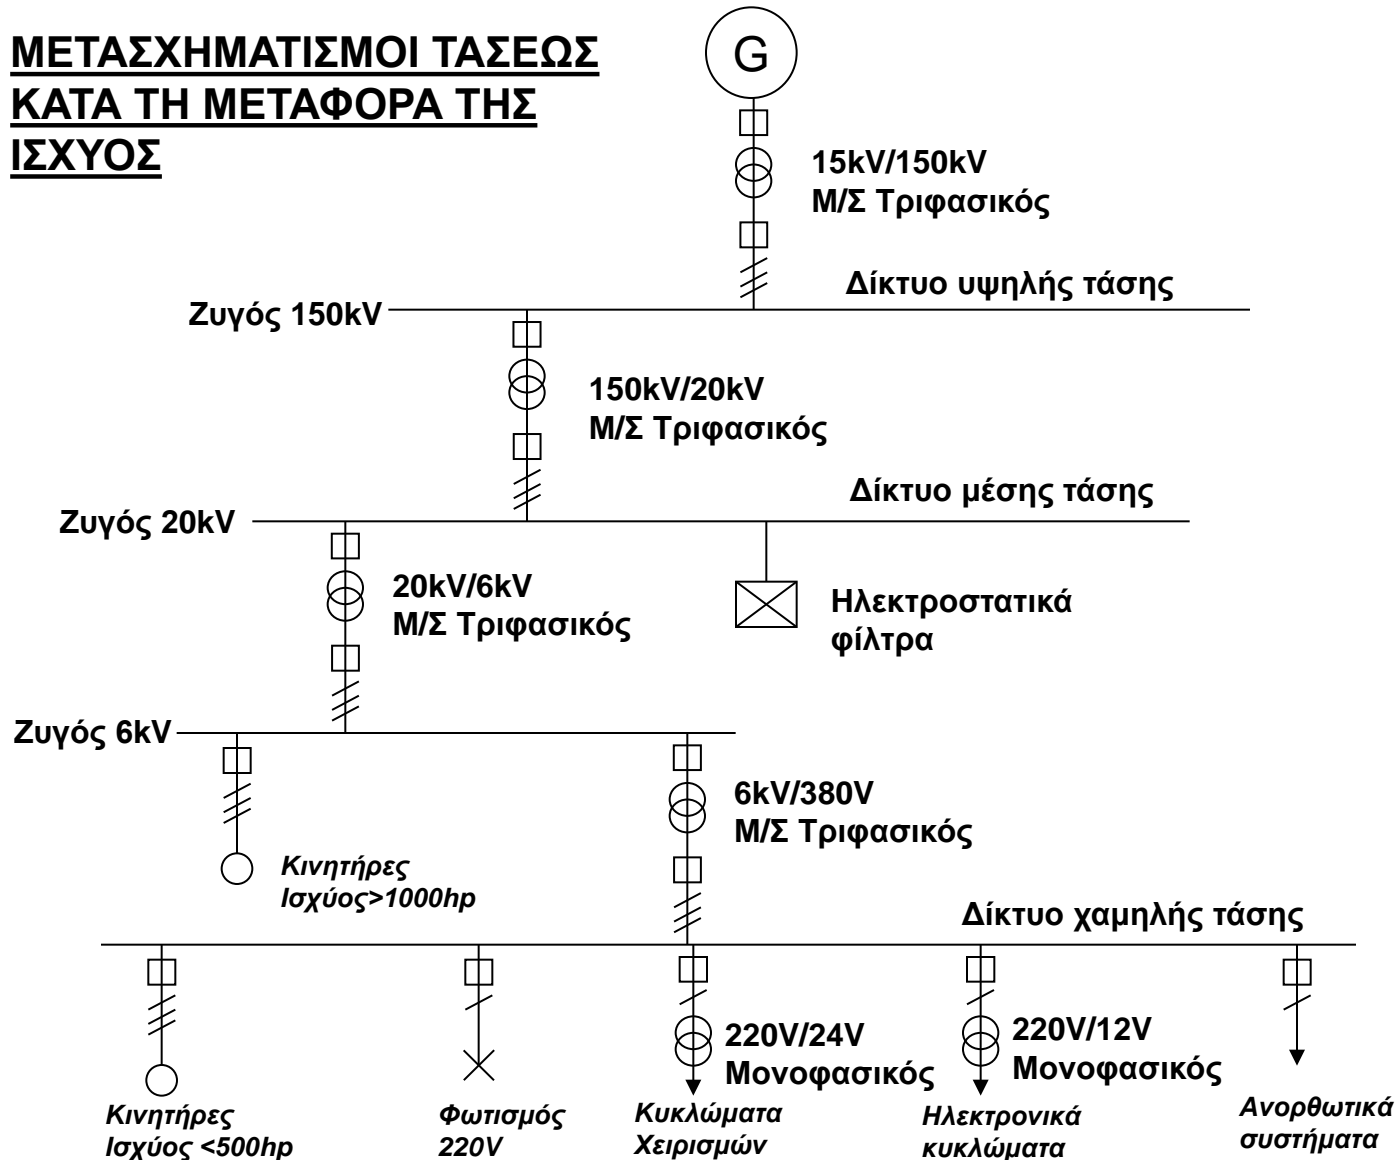 ΜΕΤΑΣΧΗΜΑΤΙΣΜΟΙ ΤΑΣΕΩΣ
ΚΑΤΑ ΤΗ ΜΕΤΑΦΟΡΑ ΤΗΣ
ΙΣΧΥΟΣ
G
15kV/150kV
Μ/Σ Τριφασικός
Δίκτυο υψηλής τάσης
Ζυγός 150kV
150kV/20kV
Μ/Σ Τριφασικός
Δίκτυο μέσης τάσης
Ζυγός 20kV
20kV/6kV
Μ/Σ Τριφασικός
Ηλεκτροστατικά
φίλτρα
Ζυγός 6kV
6kV/380V
Μ/Σ Τριφασικός
Κινητήρες
Ισχύος>1000hp
Δίκτυο χαμηλής τάσης
220V/24V
Μονοφασικός
220V/12V
Μονοφασικός
Κινητήρες
Ισχύος <500hp
Φωτισμός
220V
Κυκλώματα
Χειρισμών
Ηλεκτρονικά
κυκλώματα
Ανορθωτικά
συστήματα